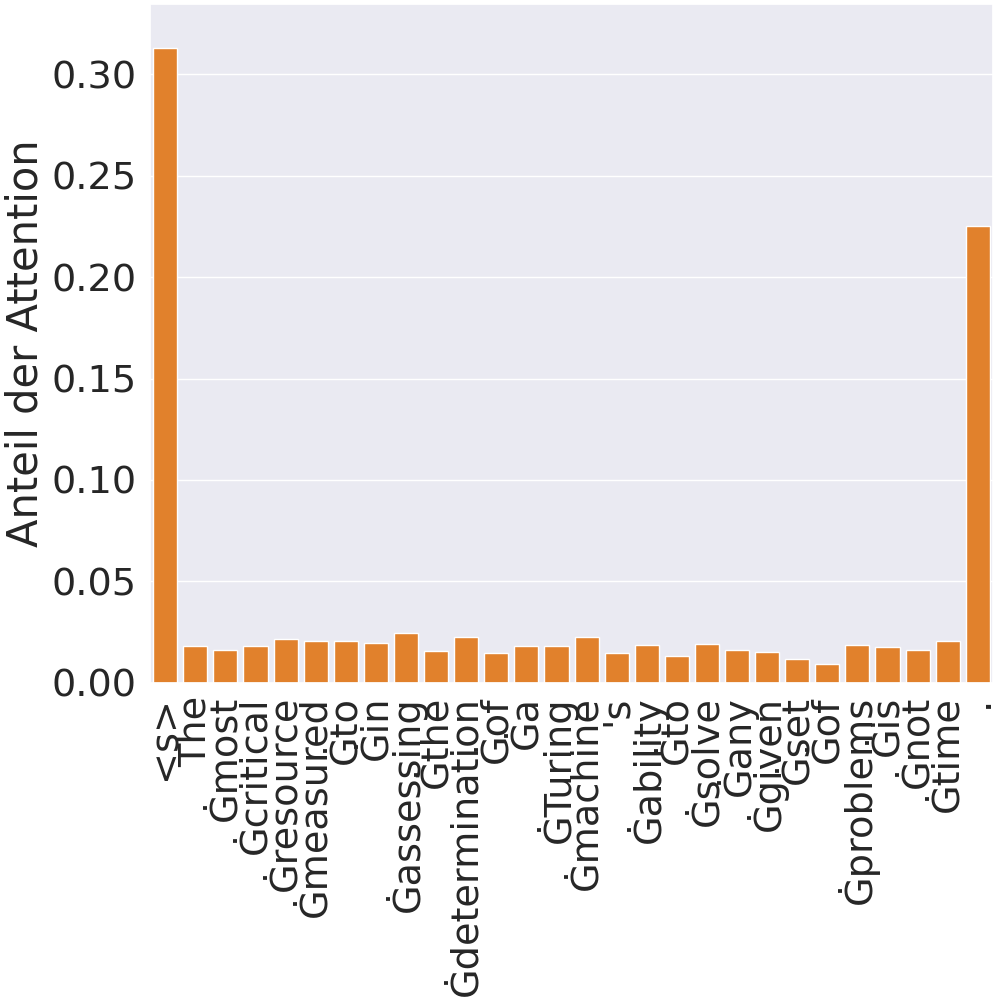 Anteil der Attention
0.30
0.25
0.20
0.15
0.10
0.05
0.00
<s>
The
Ġmost
Ġcritical
Ġresource
Ġmeasured
Ġto
Ġin
Ġassessing
Ġthe
Ġdetermination
Ġof
Ġa
ĠTuring
Ġmachine
's
Ġability
Ġto
Ġsolve
Ġany
Ġgiven
Ġset
Ġof
Ġproblems
Ġis
Ġnot
Ġtime
.